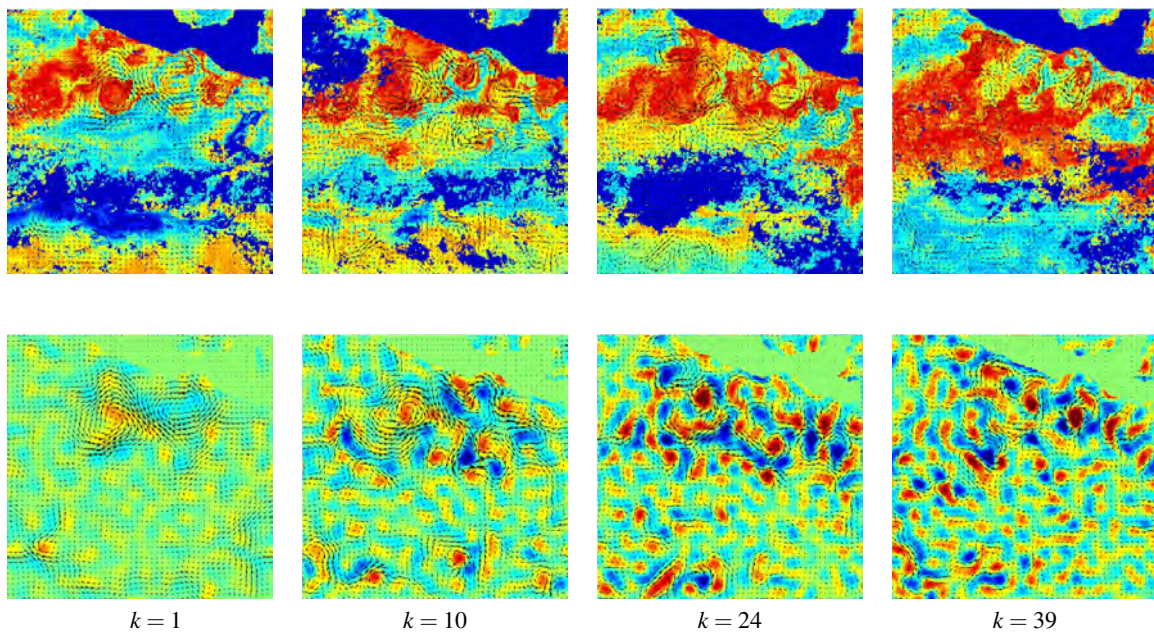 k = 1 k = 10 k = 24 k = 39